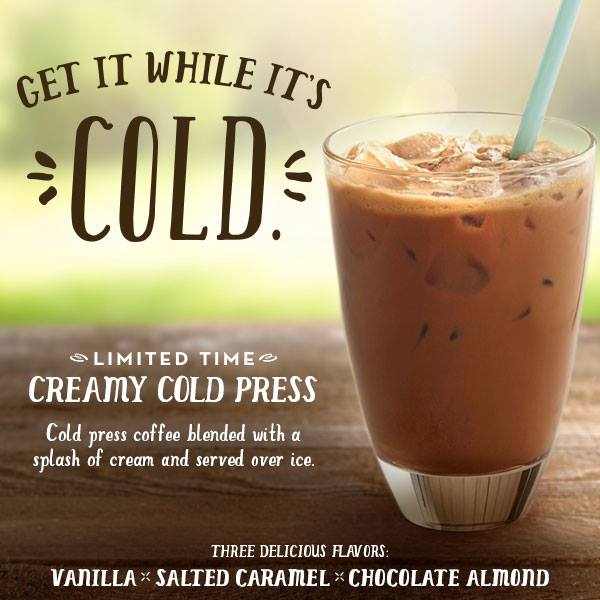 GET IT WHILE IT'S
COLD.
LIMITED TIME
CREAMY COLD PRESS
Cold press coffee blended with a
splash of cream and served over ice.
THREE DELICIOUS FLAVORS:
VANILLA × SALTED CARAMEL × CHOCOLATE ALMOND